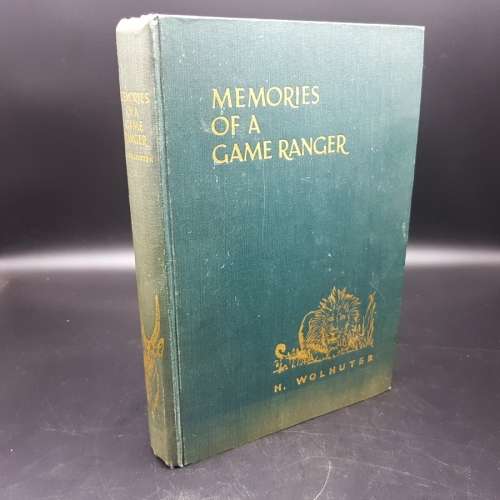 MEMORIES
OF A
GAME RANGER
H. WOLHUTER
MEMORIES
OF A
GAME
RANGER